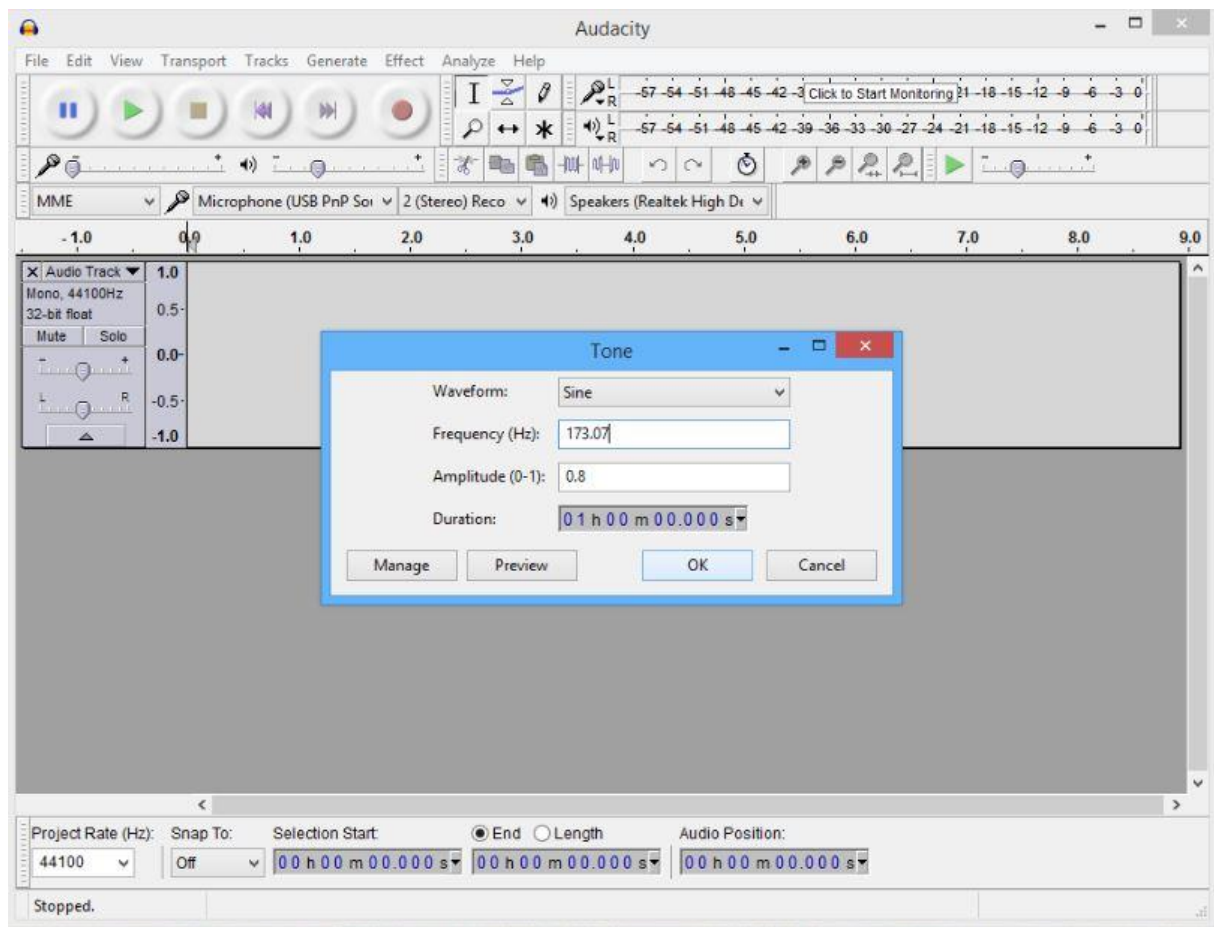 Audacity
File Edit View Transport Tracks Generate Effect Analyze Help
L R -57 -54 -51 -48 -45 -42 -3 Click to Start Monitoring 21 -18 -15 -12 -9 -6 -3 0
L R -57 -54 -51 -48 -45 -42 -39 -36 -33 -30 -27 -24 -21 -18 -15 -12 -9 -6 -3 0
MME Microphone (USB PnP Sou 2 (Stereo) Reco Speakers (Realtek High De
- 1.0 0.0 1.0 2.0 3.0 4.0 5.0 6.0 7.0 8.0 9.0
X Audio Track 1.0
Mono, 44100Hz
32-bit float 0.5-
Mute Solo
- + 0.0-
L R -0.5-
-1.0
Tone
Waveform: Sine
Frequency (Hz): 173.07
Amplitude (0-1): 0.8
Duration: 01 h 00 m 00.000 s
Manage Preview OK Cancel
Project Rate (Hz): Snap To: Selection Start: End Length Audio Position:
44100 Off 00 h 00 m 00.000 s 00 h 00 m 00.000 s 00 h 00 m 00.000 s
Stopped.